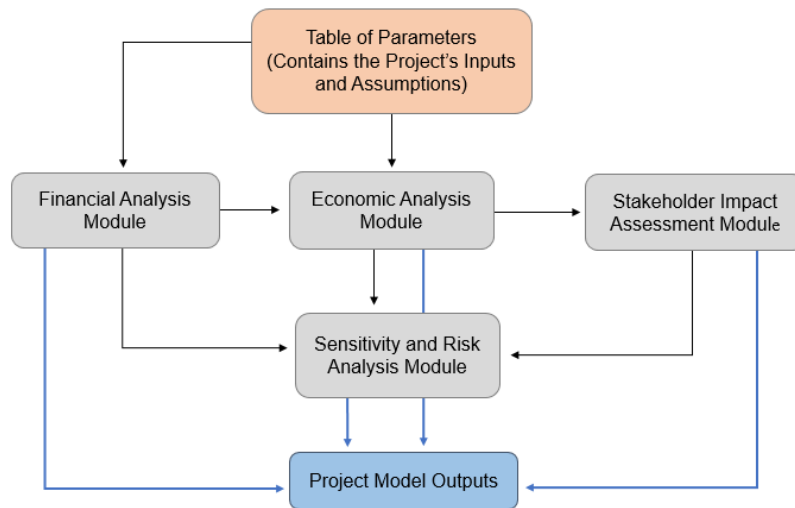 Table of Parameters
(Contains the Project's Inputs
and Assumptions)
Financial Analysis
Module
Economic Analysis
Module
Stakeholder Impact
Assessment Module
Sensitivity and Risk
Analysis Module
Project Model Outputs